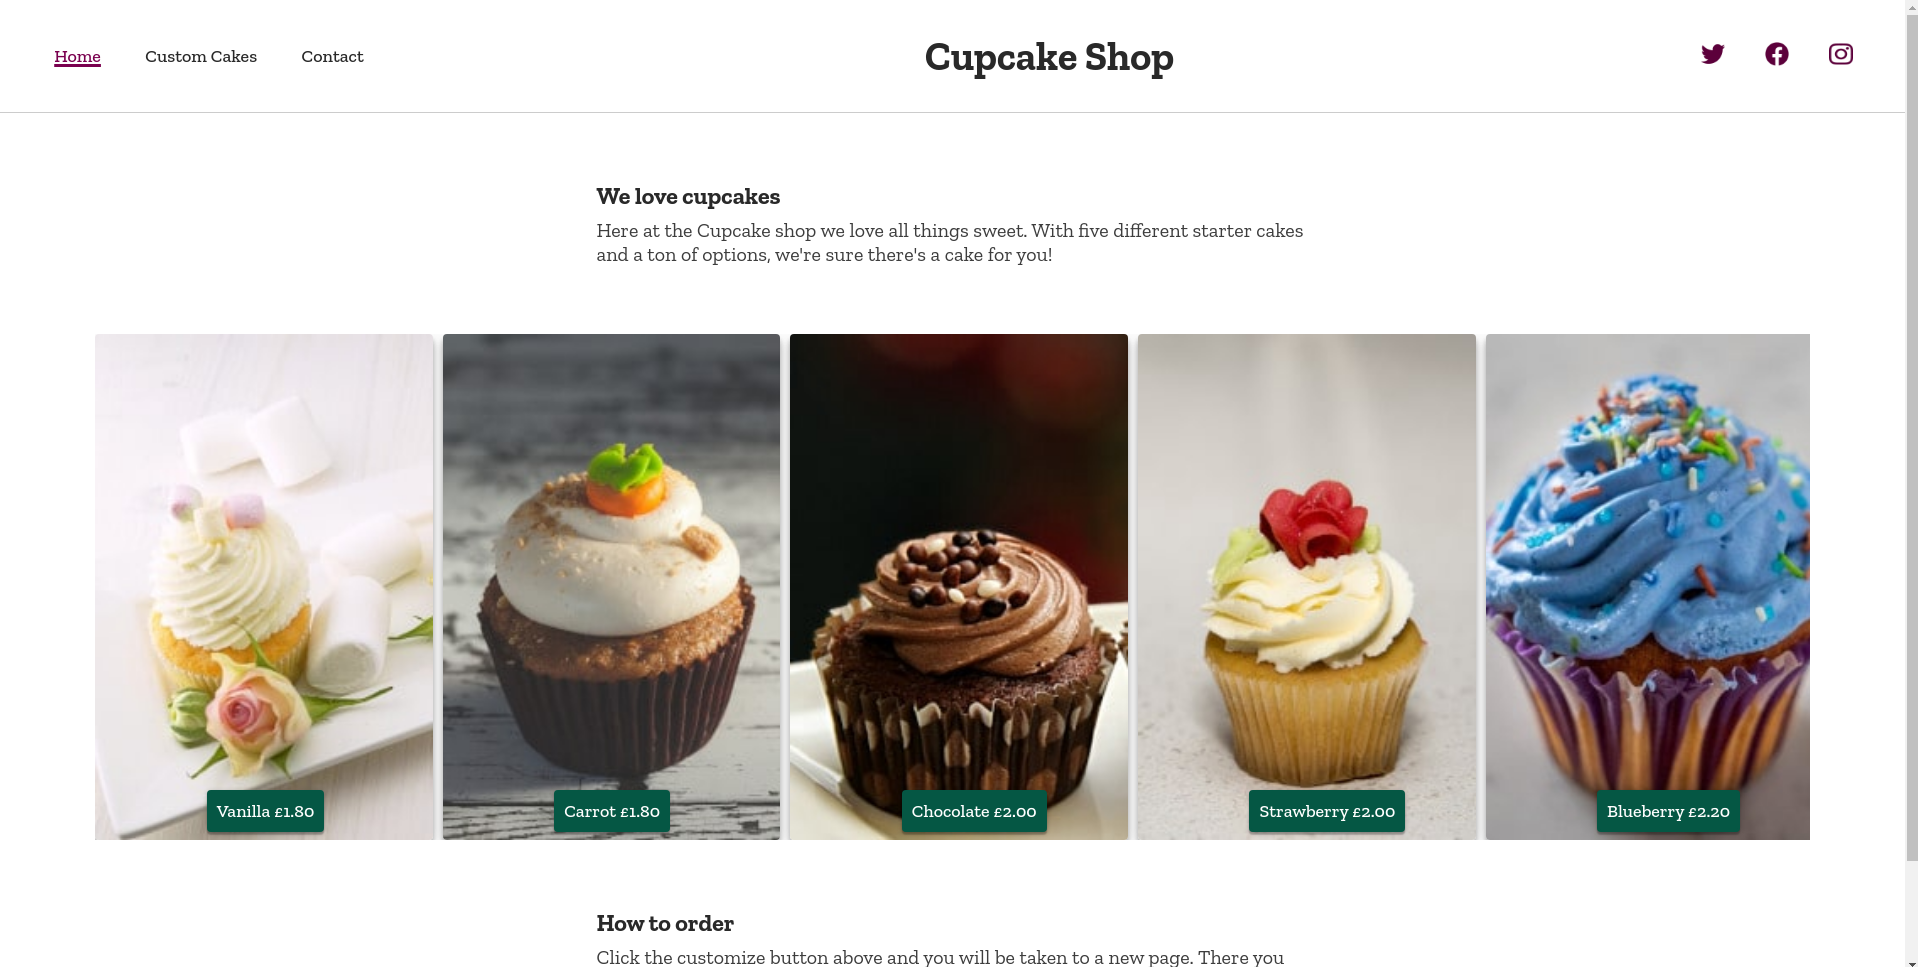 Home
Custom Cakes
Contact
Cupcake Shop
We love cupcakes
Here at the Cupcake shop we love all things sweet. With five different starter cakes
and a ton of options, we're sure there's a cake for you!
Vanilla £1.80
Carrot £1.80
Chocolate £2.00
Strawberry £2.00
Blueberry £2.20
How to order
Click the customize button above and you will be taken to a new page. There you